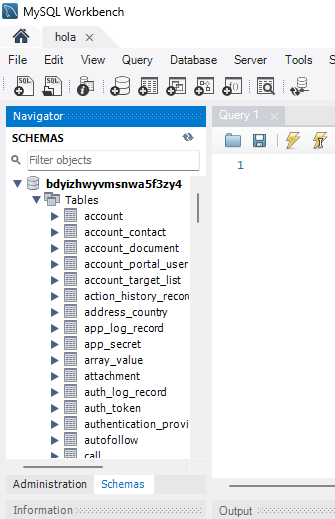 MySQL Workbench
hola
File Edit View Query Database Server Tools
Navigator
SCHEMAS
Filter objects
bdyizhwyvmsnwa5f3zy4
Tables
account
account_contact
account_document
account_portal_user
account_target_list
action_history_recor
address_country
app_log_record
app_secret
array_value
attachment
auth_log_record
auth_token
authentication_provi
autofollow
call
Administration Schemas
Information
Query 1
1
Output